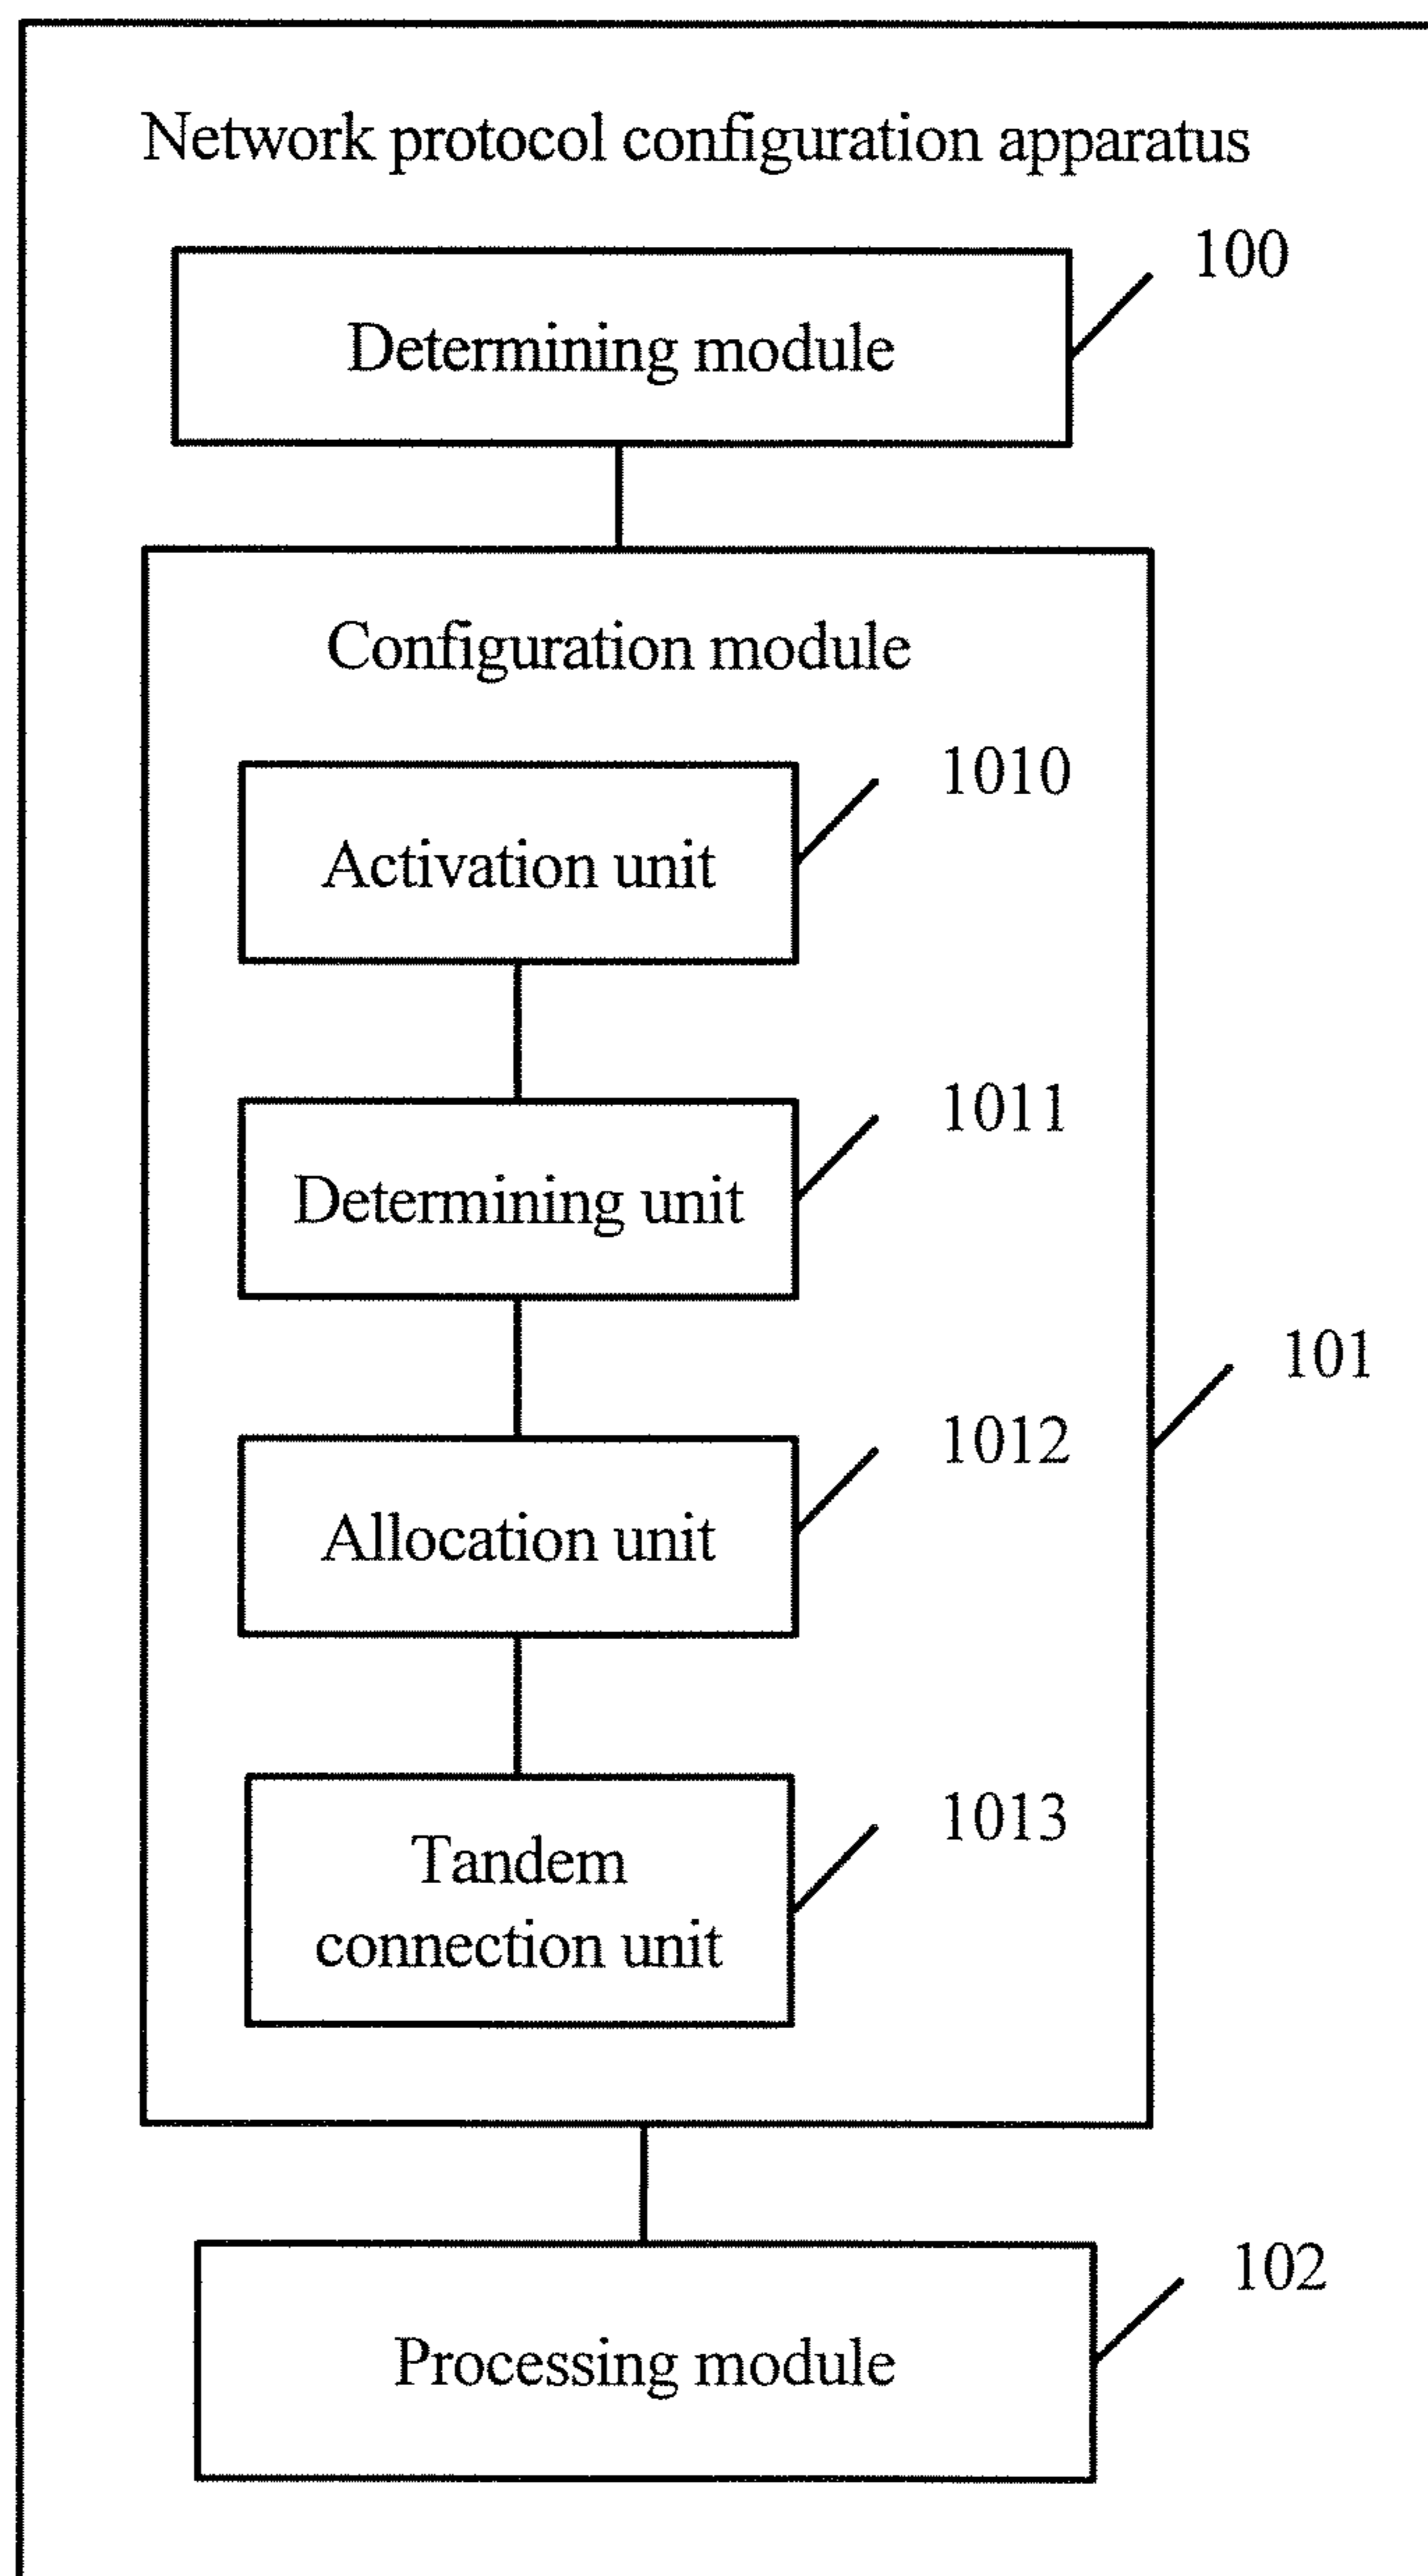 Network protocol configuration apparatus
100
Determining module
Configuration module
1010
Activation unit
1011
Determining unit
101
1012
Allocation unit
1013
Tandem
connection unit
102
Processing module